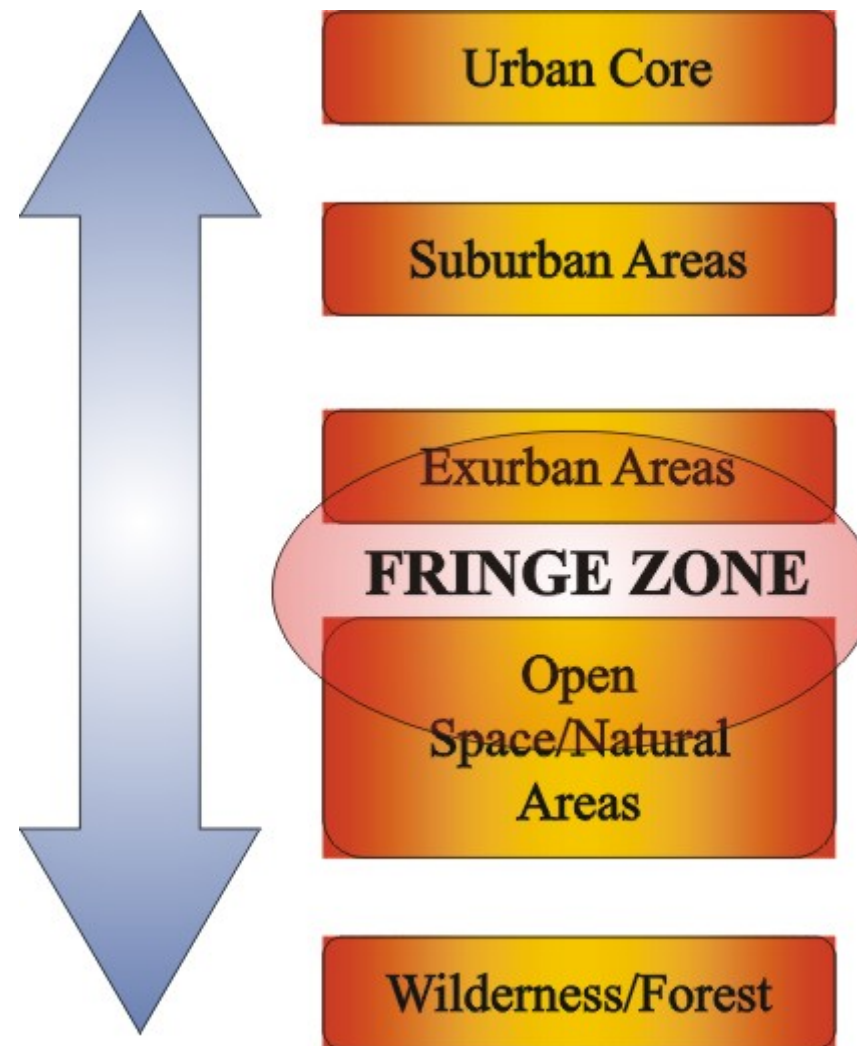 Urban Core
Suburban Areas
Exurban Areas
FRINGE ZONE
Open
Space/Natural
Areas
Wilderness/Forest